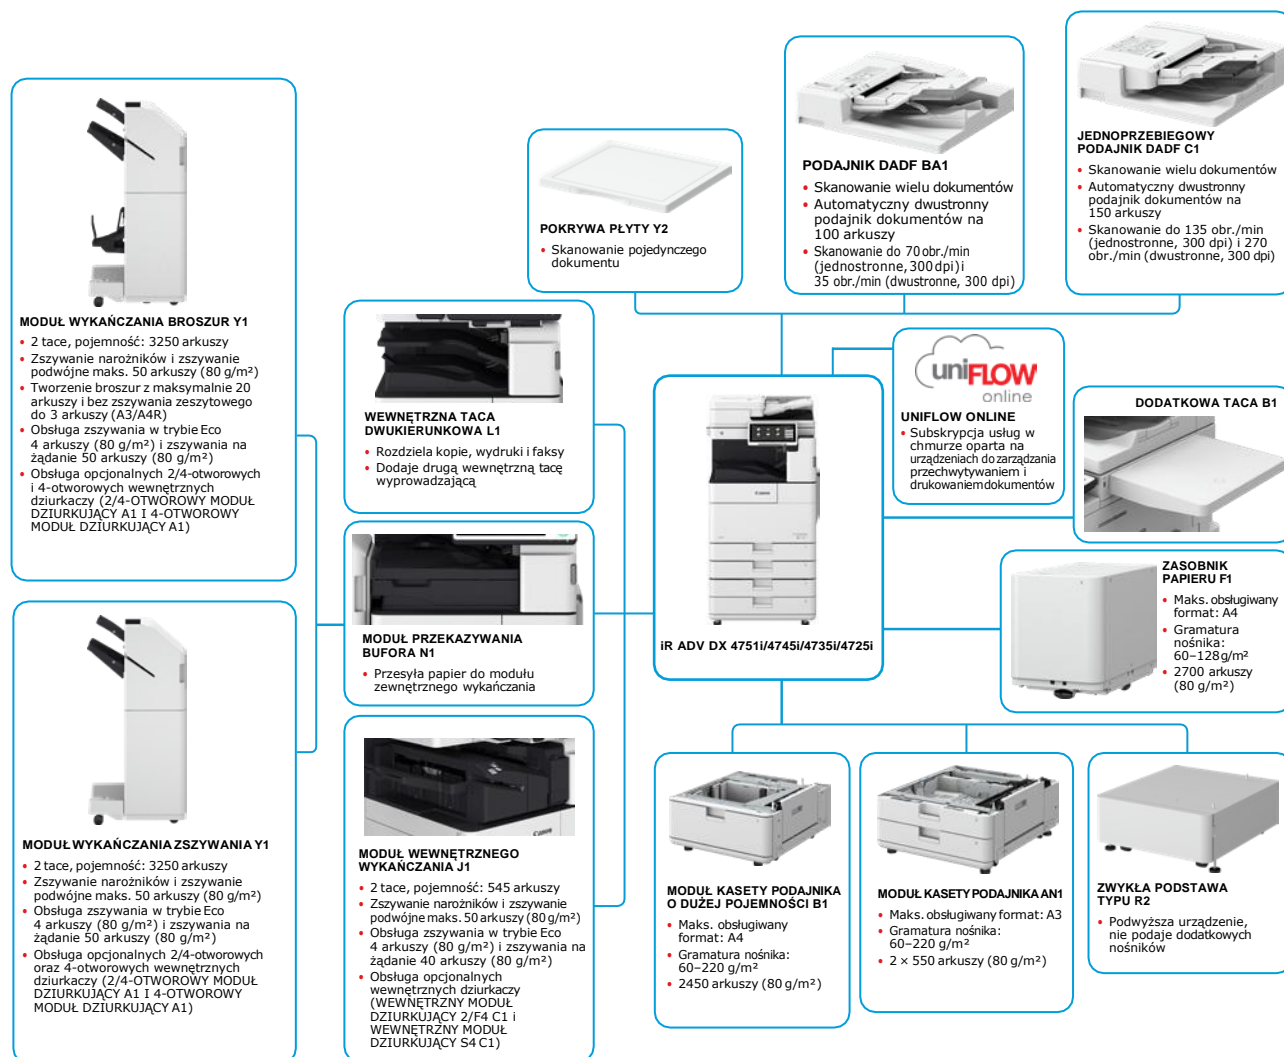 MODUŁ WYKAŃCZANIA BROSZUR Y1
• 2 tace, pojemność: 3250 arkuszy
• Zszywanie narożników i zszywanie
podwójne maks. 50 arkuszy (80 g/m²)
• Tworzenie broszur z maksymalnie 20
arkuszy i bez zszywania zeszytowego
do 3 arkuszy (A3/A4R)
• Obsługa zszywania w trybie Eco
4 arkuszy (80 g/m²) i zszywania na
żądanie 50 arkuszy (80 g/m²)
• Obsługa opcjonalnych 2/4-otworowych
i 4-otworowych wewnętrznych
dziurkaczy (2/4-OTWOROWY MODUŁ
DZIURKUJĄCY A1 I 4-OTWOROWY
MODUŁ DZIURKUJĄCY A1)
MODUŁ WYKAŃCZANIA ZSZYWANIA Y1
• 2 tace, pojemność: 3250 arkuszy
• Zszywanie narożników i zszywanie
podwójne maks. 50 arkuszy (80 g/m²)
• Obsługa zszywania w trybie Eco
4 arkuszy (80 g/m²) i zszywania na
żądanie 50 arkuszy (80 g/m²)
• Obsługa opcjonalnych 2/4-otworowych
oraz 4-otworowych wewnętrznych
dziurkaczy (2/4-OTWOROWY MODUŁ
DZIURKUJĄCY A1 I 4-OTWOROWY
MODUŁ DZIURKUJĄCY A1)
WEWNĘTRZNA TACA
DWUKIERUNKOWA L1
• Rozdziela kopie, wydruki i faksy
• Dodaje drugą wewnętrzną tacę
wyprowadzającą
MODUŁ PRZEKAZYWANIA
BUFORA N1
• Przesyła papier do modułu
zewnętrznego wykańczania
Canon
MODUŁ WEWNĘTRZNEGO
WYKAŃCZANIA J1
• 2 tace, pojemność: 545 arkuszy
• Zszywanie narożników i zszywanie
podwójne maks. 50 arkuszy (80 g/m²)
• Obsługa zszywania w trybie Eco
4 arkuszy (80 g/m²) i zszywania na
żądanie 40 arkuszy (80 g/m²)
• Obsługa opcjonalnych
wewnętrznych dziurkaczy
(WEWNĘTRZNY MODUŁ
DZIURKUJĄCY 2/F4 C1 i
WEWNĘTRZNY MODUŁ
DZIURKUJĄCY S4 C1)
POKRYWA PŁYTY Y2
• Skanowanie pojedynczego
dokumentu
PODAJNIK DADF BA1
• Skanowanie wielu dokumentów
• Automatyczny dwustronny
podajnik dokumentów na
100 arkuszy
• Skanowanie do 70 obr./min
(jednostronne, 300 dpi) i
35 obr./min (dwustronne, 300 dpi)
JEDNOPRZEBIEGOWY
PODAJNIK DADF C1
• Skanowanie wielu dokumentów
• Automatyczny dwustronny
podajnik dokumentów na
150 arkuszy
• Skanowanie do 135 obr./min
(jednostronne, 300 dpi) i 270
obr./min (dwustronne, 300 dpi)
Canon
iR ADV DX 4751i/4745i/4735i/4725i
uniFLOW
online
UNIFLOW ONLINE
• Subskrypcja usług w
chmurze oparta na
urządzeniach do zarządzania
przechwytywaniem i
drukowaniem dokumentów
DODATKOWA TACA B1
ZASOBNIK
PAPIERU F1
• Maks. obsługiwany
format: A4
• Gramatura
nośnika:
60–128 g/m²
• 2700 arkuszy
(80 g/m²)
MODUŁ KASETY PODAJNIKA
O DUŻEJ POJEMNOŚCI B1
• Maks. obsługiwany
format: A4
• Gramatura nośnika:
60–220 g/m²
• 2450 arkuszy (80 g/m²)
MODUŁ KASETY PODAJNIKA AN1
• Maks. obsługiwany format: A3
• Gramatura nośnika:
60–220 g/m²
• 2 × 550 arkuszy (80 g/m²)
ZWYKŁA PODSTAWA
TYPU R2
• Podwyższa urządzenie,
nie podaje dodatkowych
nośników